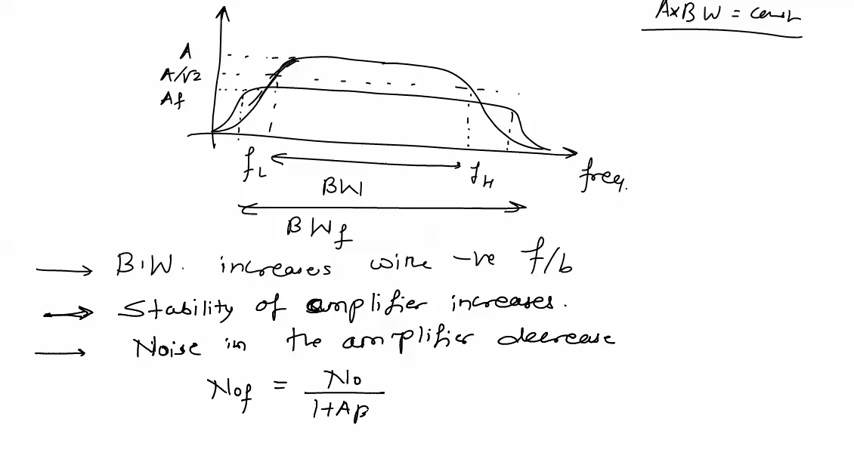 A×BW = const
A
A/√2
Af
fL
fH
freq.
BW
BWf
→ B.W. increases wire -ve f/b
→ Stability of amplifier increases.
→ Noise in the amplifier decrease
Nof = No / 1+Aβ